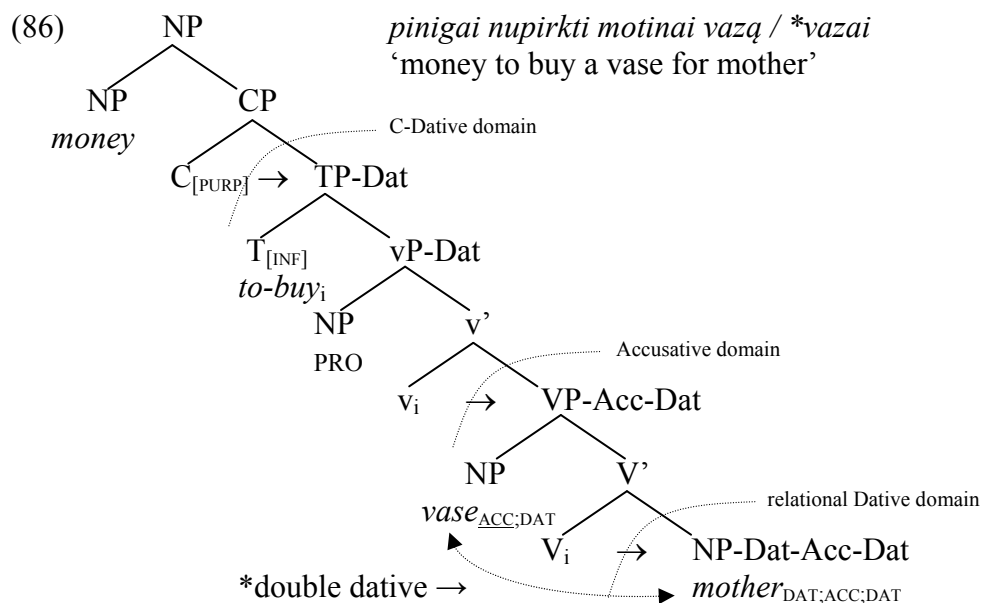 (86) NP pinigai nupirkti motinai vazą / *vazai
‘money to buy a vase for mother’
NP CP
money C-Dative domain
C[PURP] → TP-Dat
T[INF] vP-Dat
to-buyi
NP v’
PRO Accusative domain
vi → VP-Acc-Dat
NP V’
relational Dative domain
vaseACC;DAT
Vi → NP-Dat-Acc-Dat
*double dative → motherDAT;ACC;DAT